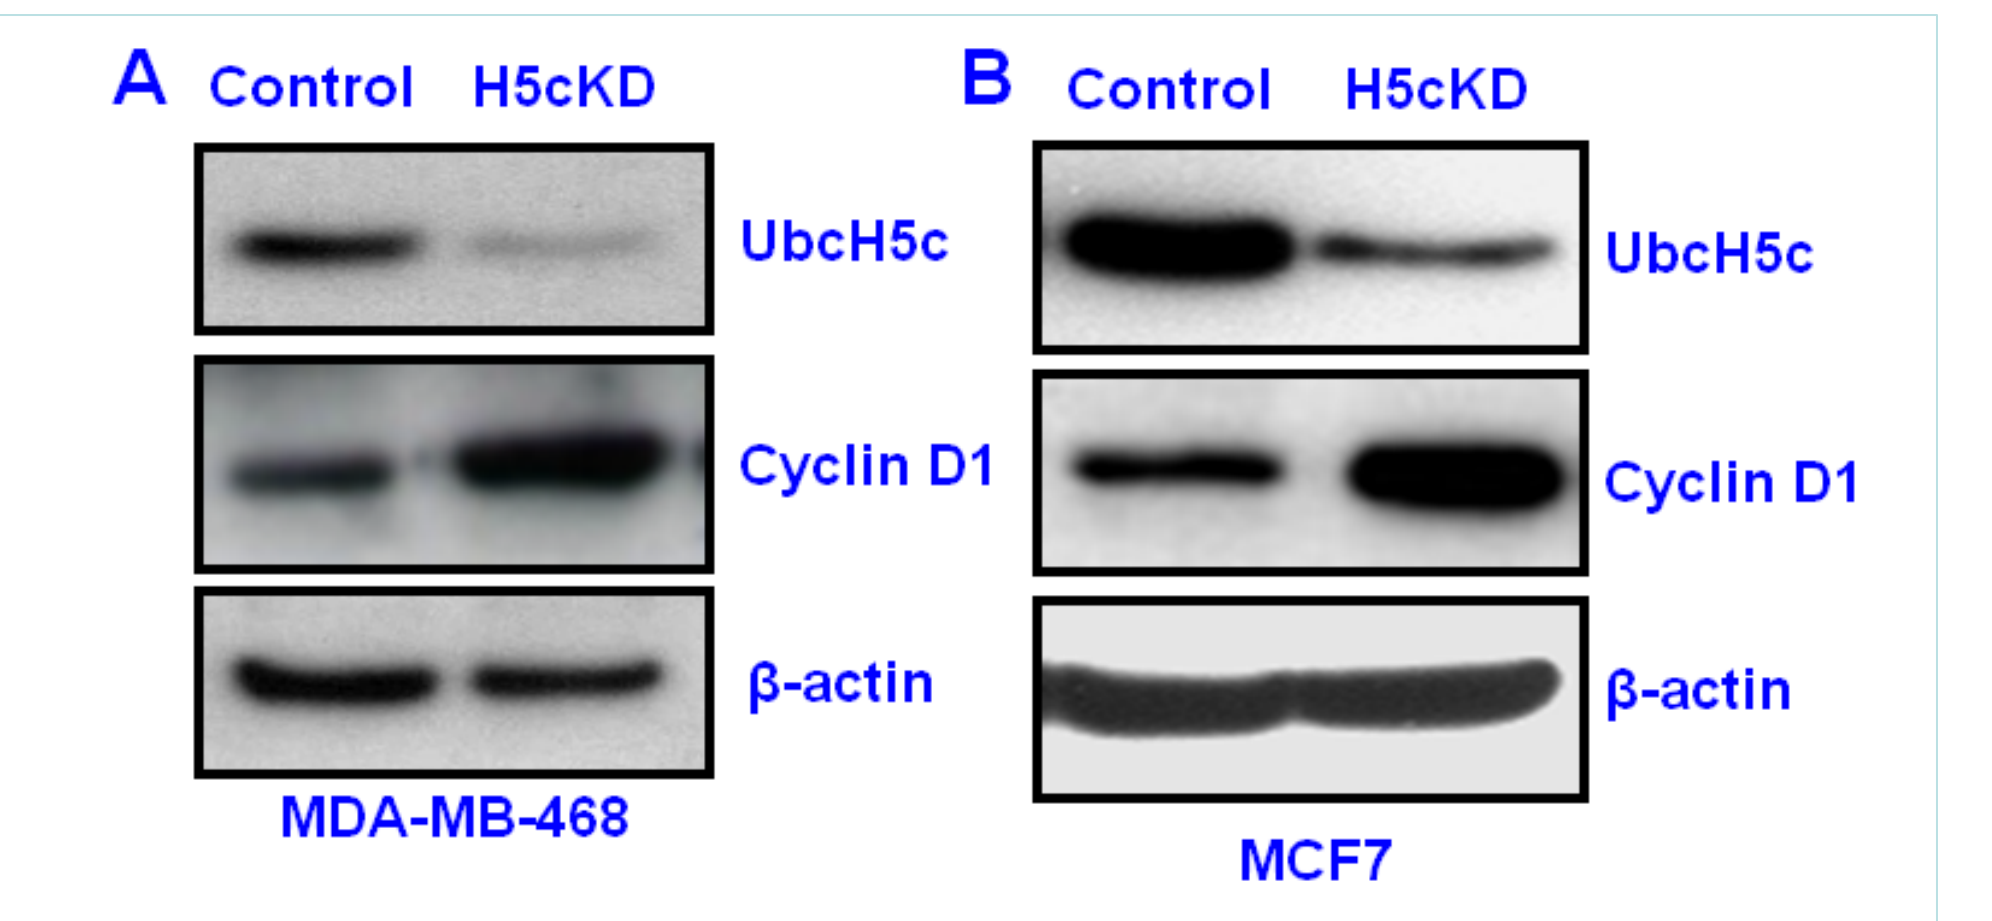 A Control H5cKD
UbcH5c
Cyclin D1
β-actin
MDA-MB-468
B Control H5cKD
UbcH5c
Cyclin D1
β-actin
MCF7